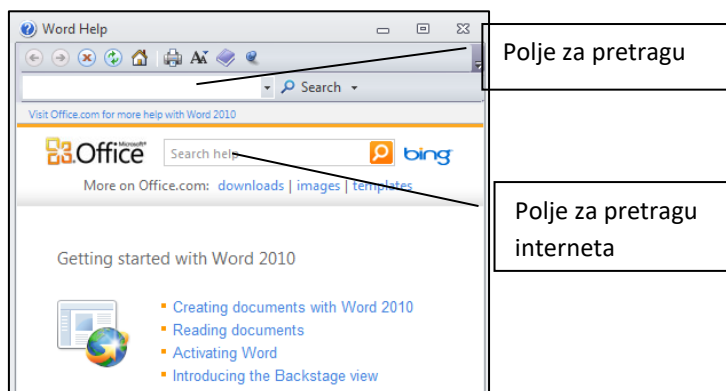 Word Help
Polje za pretragu
Search
Visit Office.com for more help with Word 2010
Microsoft®
Office
Search help
bing
More on Office.com: downloads | images | templates
Polje za pretragu
interneta
Getting started with Word 2010
Creating documents with Word 2010
Reading documents
Activating Word
Introducing the Backstage view